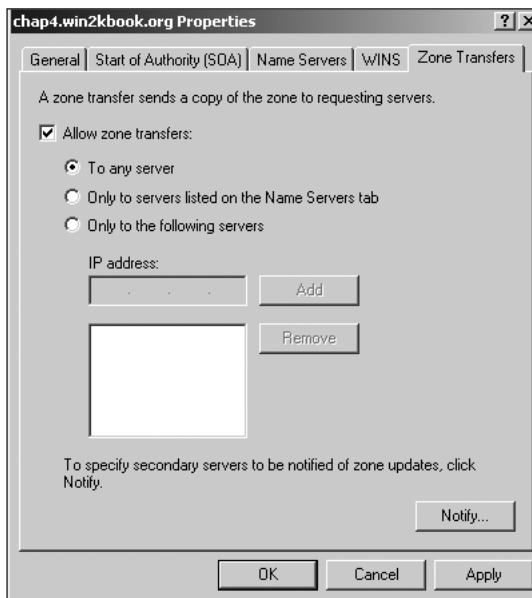 chap4.win2kbook.org Properties
General
Start of Authority (SOA)
Name Servers
WINS
Zone Transfers
A zone transfer sends a copy of the zone to requesting servers.
Allow zone transfers:
To any server
Only to servers listed on the Name Servers tab
Only to the following servers
IP address:
. . .
Add
Remove
To specify secondary servers to be notified of zone updates, click
Notify.
Notify...
OK
Cancel
Apply